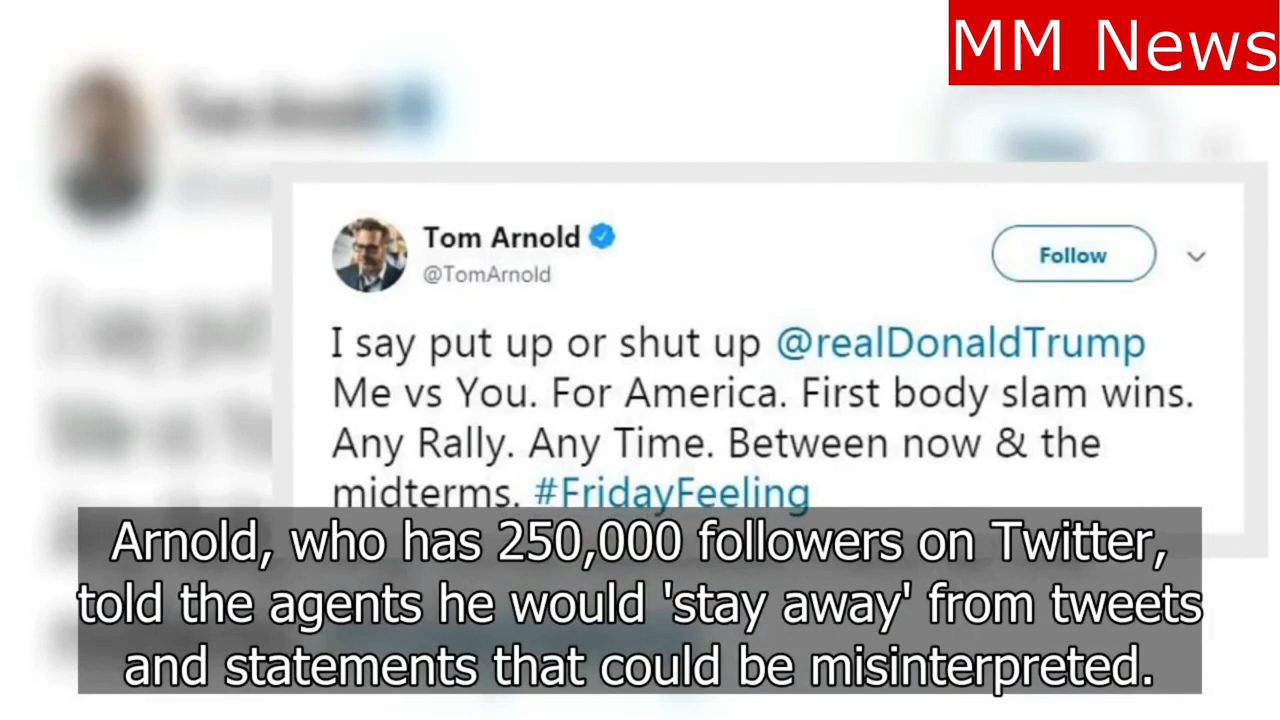 MM News
Tom Arnold
@TomArnold
Follow
I say put up or shut up @realDonaldTrump
Me vs You. For America. First body slam wins.
Any Rally. Any Time. Between now & the
midterms. #FridayFeeling
Arnold, who has 250,000 followers on Twitter,
told the agents he would 'stay away' from tweets
and statements that could be misinterpreted.